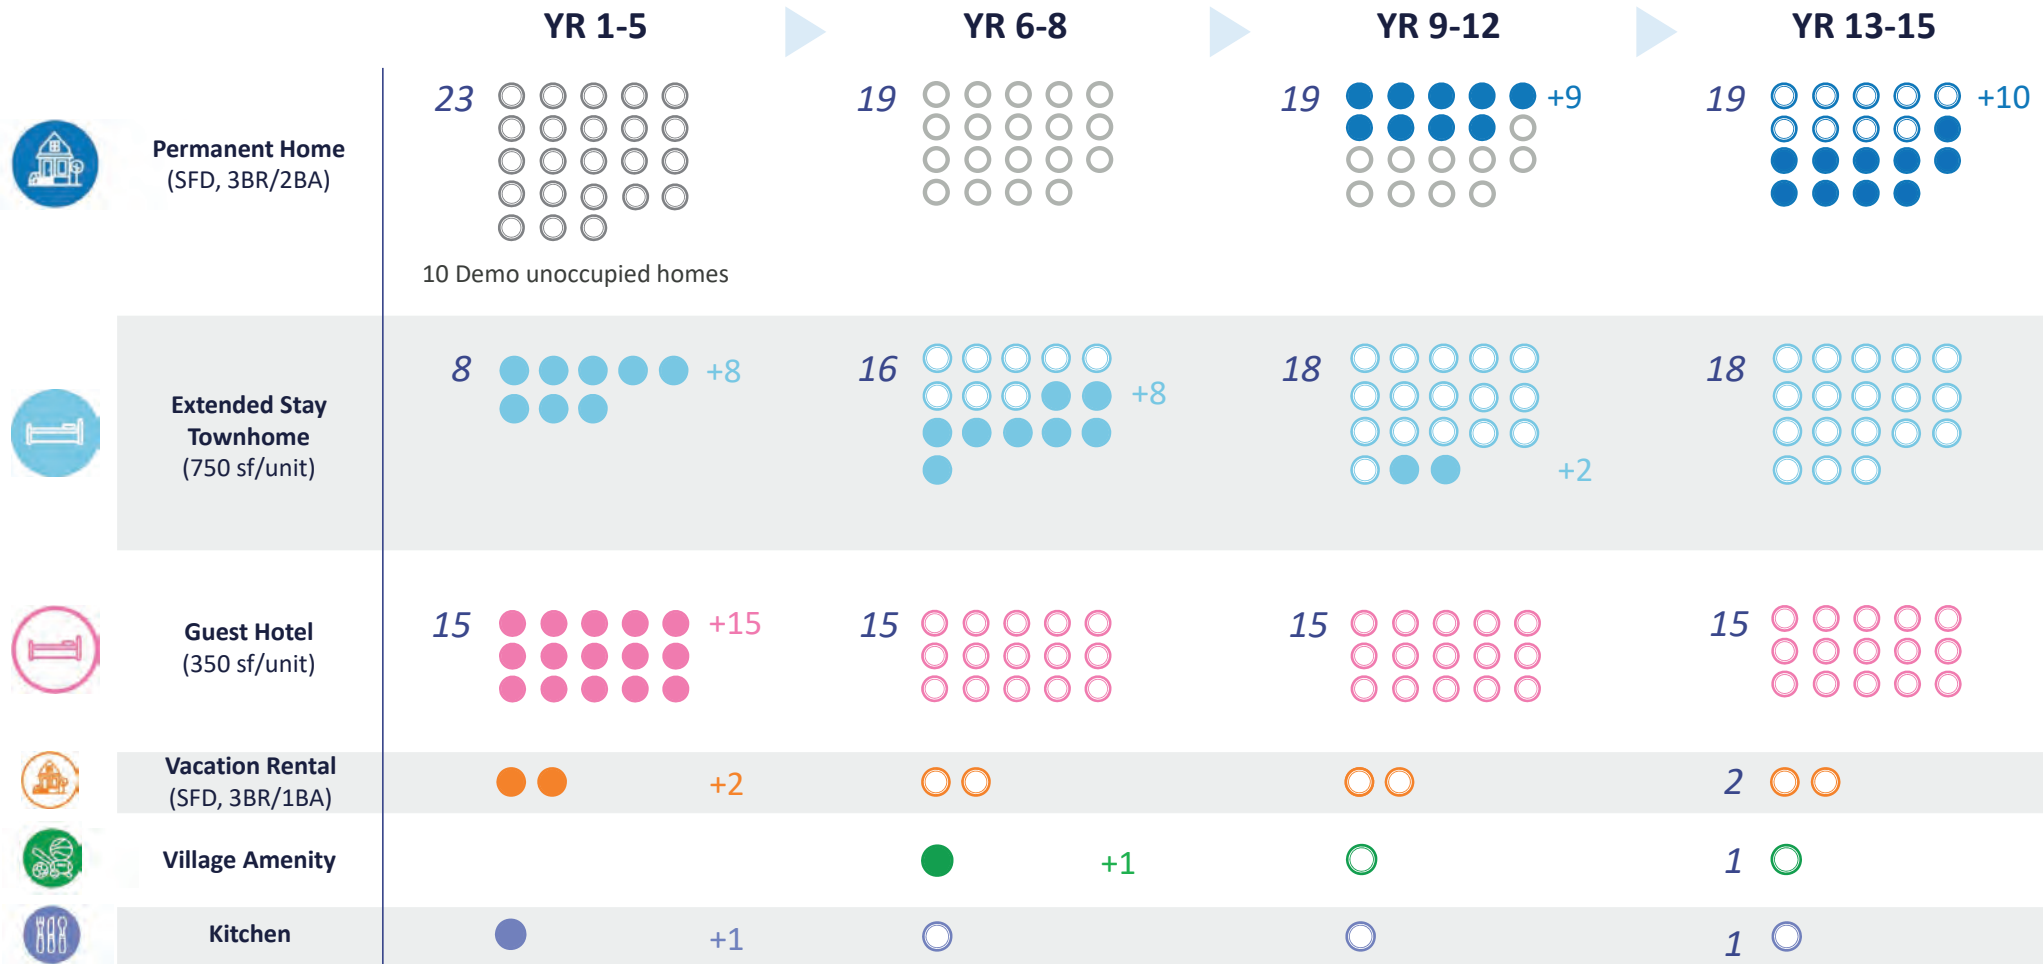 YR 1-5
YR 6-8
YR 9-12
YR 13-15
Permanent Home
(SFD, 3BR/2BA)
23
19
19
+9
19
+10
10 Demo unoccupied homes
Extended Stay
Townhome
(750 sf/unit)
8
+8
16
+8
18
+2
18
Guest Hotel
(350 sf/unit)
15
+15
15
15
15
Vacation Rental
(SFD, 3BR/1BA)
+2
2
Village Amenity
+1
1
Kitchen
+1
1